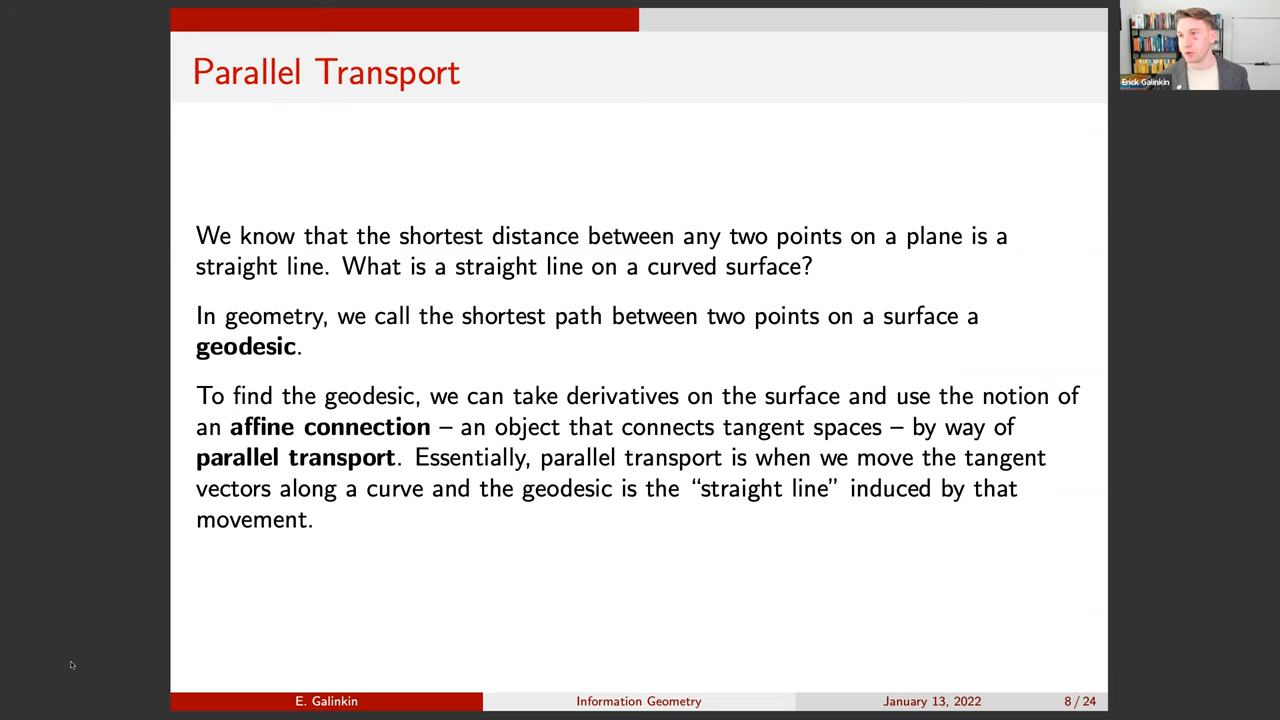 Parallel Transport
Erick Galinkin
We know that the shortest distance between any two points on a plane is a
straight line. What is a straight line on a curved surface?
In geometry, we call the shortest path between two points on a surface a
geodesic.
To find the geodesic, we can take derivatives on the surface and use the notion of
an affine connection – an object that connects tangent spaces – by way of
parallel transport. Essentially, parallel transport is when we move the tangent
vectors along a curve and the geodesic is the “straight line” induced by that
movement.
E. Galinkin
Information Geometry
January 13, 2022
8 / 24